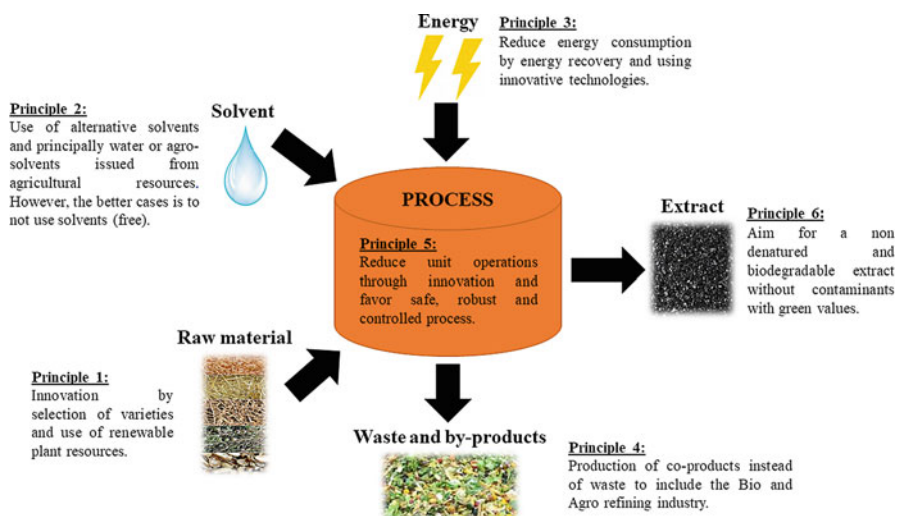 Energy
Principle 3:
Reduce energy consumption
by energy recovery and using
innovative technologies.
Principle 2:
Use of alternative solvents
and principally water or agro-
solvents issued from
agricultural resources.
However, the better cases is to
not use solvents (free).
Solvent
PROCESS
Principle 5:
Reduce unit operations
through innovation and
favor safe, robust and
controlled process.
Extract
Principle 6:
Aim for a non
denatured and
biodegradable extract
without contaminants
with green values.
Raw material
Principle 1:
Innovation by
selection of varieties
and use of renewable
plant resources.
Waste and by-products
Principle 4:
Production of co-products instead
of waste to include the Bio and
Agro refining industry.